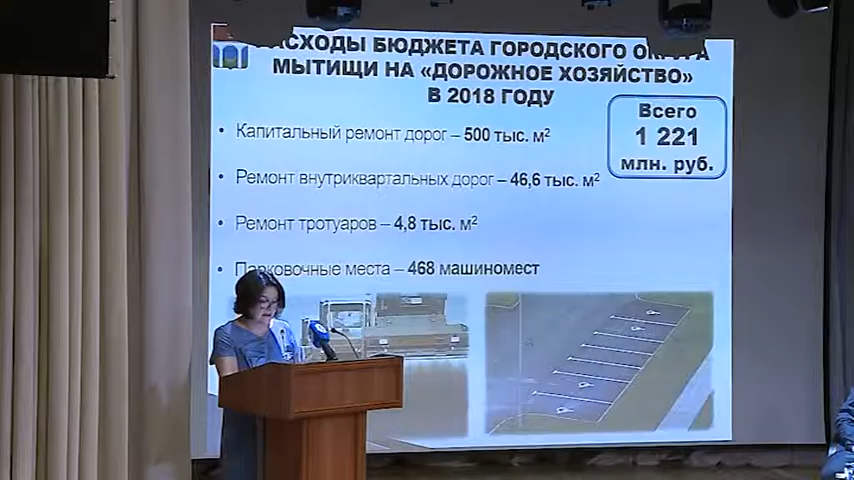 РАСХОДЫ БЮДЖЕТА ГОРОДСКОГО ОКРУГА
МЫТИЩИ НА «ДОРОЖНОЕ ХОЗЯЙСТВО»
В 2018 ГОДУ
Всего
1 221
млн. руб.
• Капитальный ремонт дорог – 500 тыс. м²
• Ремонт внутриквартальных дорог – 46,6 тыс. м²
• Ремонт тротуаров – 4,8 тыс. м²
• Парковочные места – 468 машиномест